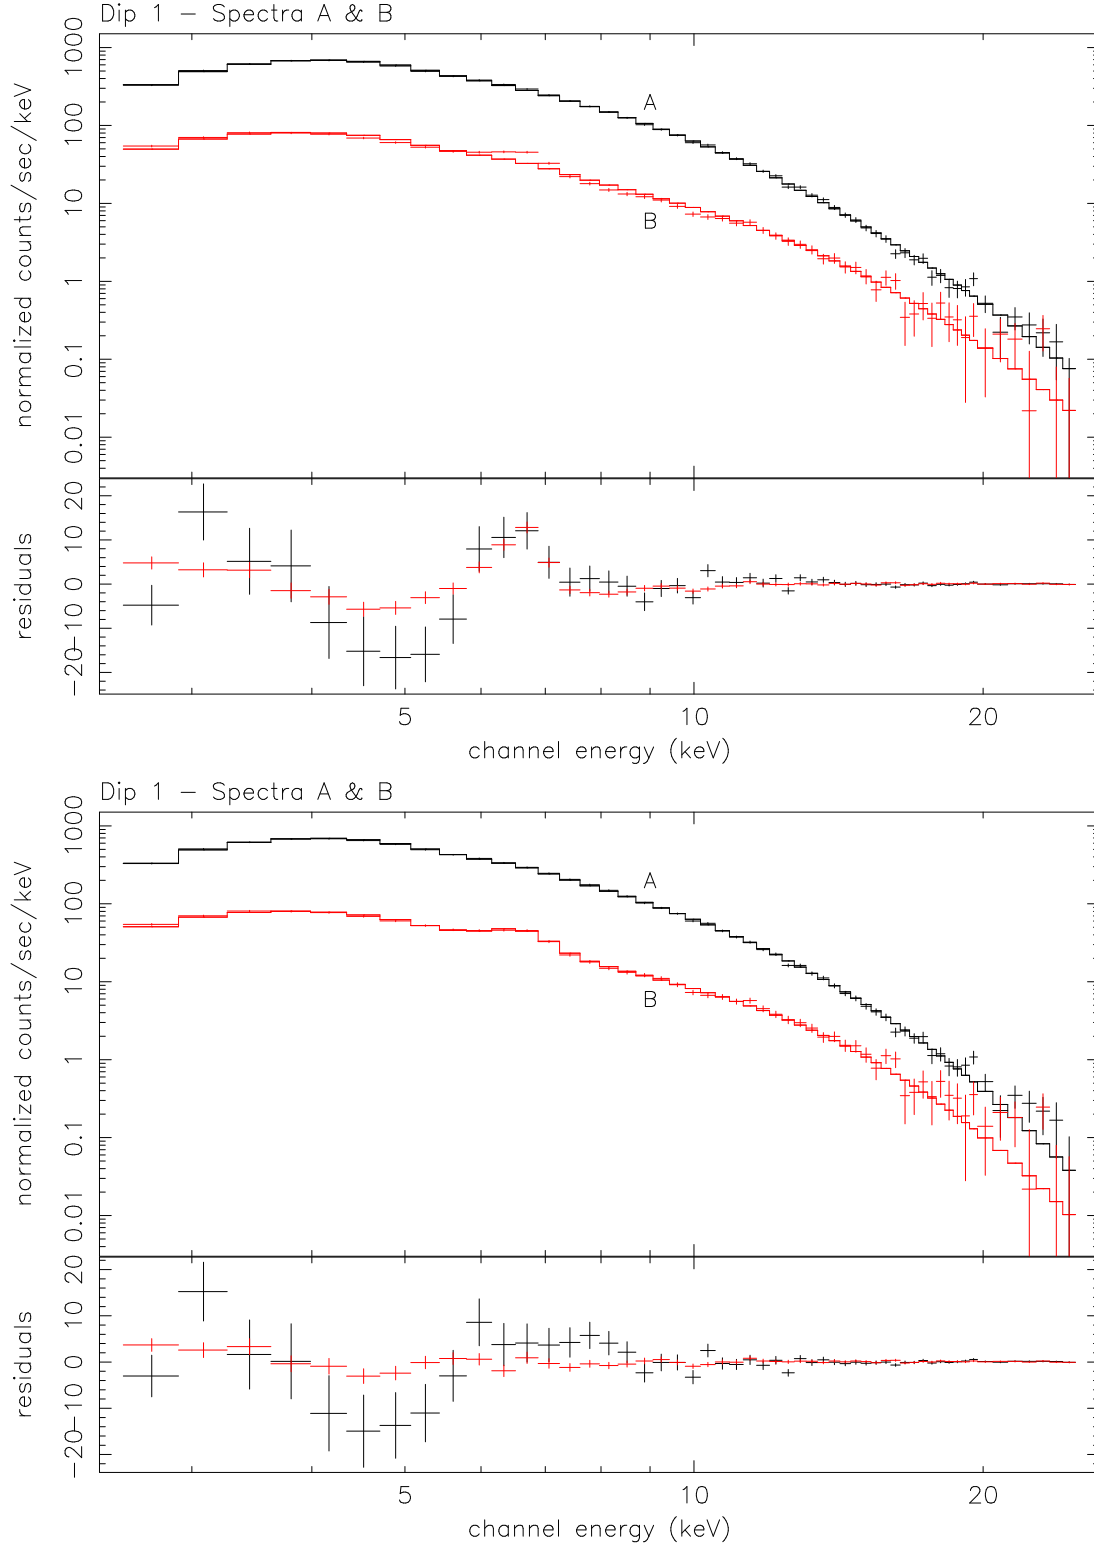 Dip 1 – Spectra A & B
normalized counts/sec/keV
1000
100
10
1
0.1
0.01
A
B
residuals
20
10
0
−10
−20
5
10
20
channel energy (keV)
Dip 1 – Spectra A & B
normalized counts/sec/keV
1000
100
10
1
0.1
0.01
A
B
residuals
20
10
0
−10
−20
5
10
20
channel energy (keV)